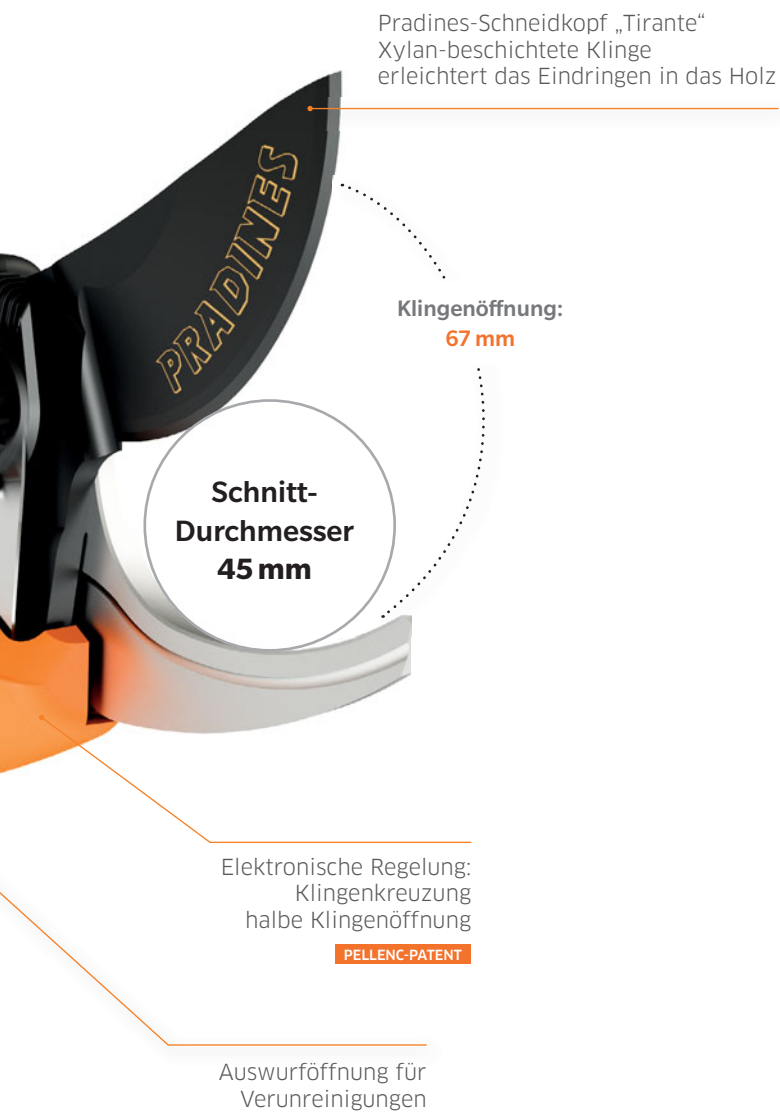 Pradines-Schneidkopf „Tirante“
Xylan-beschichtete Klinge
erleichtert das Eindringen in das Holz
PRADINES
Klingenöffnung:
67 mm
Schnitt-
Durchmesser
45 mm
Elektronische Regelung:
Klingenkreuzung
halbe Klingenöffnung
PELLENC-PATENT
Auswurföffnung für
Verunreinigungen